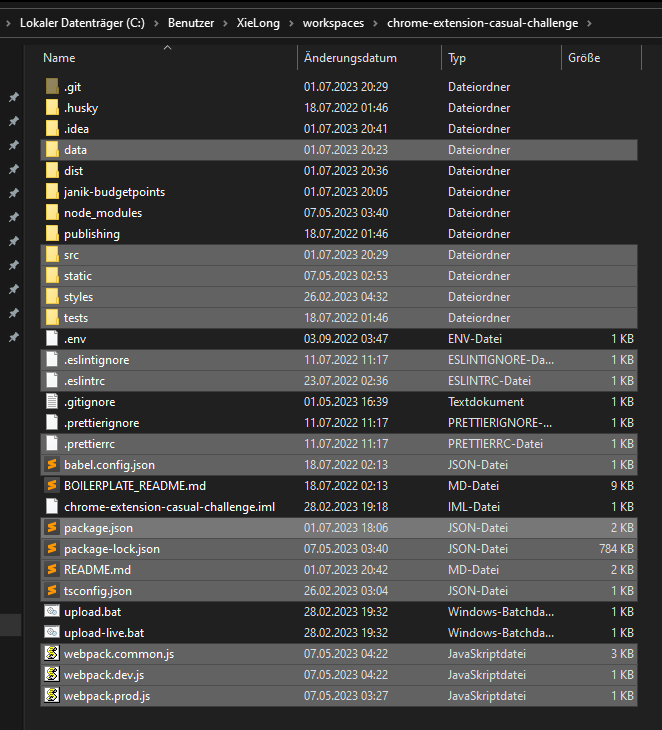 Lokaler Datenträger (C:) > Benutzer > XieLong > workspaces > chrome-extension-casual-challenge >
Name Änderungsdatum Typ Größe
.git 01.07.2023 20:29 Dateiordner
.husky 18.07.2022 01:46 Dateiordner
.idea 01.07.2023 20:41 Dateiordner
data 01.07.2023 20:23 Dateiordner
dist 01.07.2023 20:36 Dateiordner
janik-budgetpoints 01.07.2023 20:05 Dateiordner
node_modules 07.05.2023 03:40 Dateiordner
publishing 18.07.2022 01:46 Dateiordner
src 01.07.2023 20:29 Dateiordner
static 07.05.2023 02:53 Dateiordner
styles 26.02.2023 04:32 Dateiordner
tests 18.07.2022 01:46 Dateiordner
.env 03.09.2022 03:47 ENV-Datei 1 KB
.eslintignore 11.07.2022 11:17 ESLINTIGNORE-Da... 1 KB
.eslintrc 23.07.2022 02:36 ESLINTRC-Datei 1 KB
.gitignore 01.05.2023 16:39 Textdokument 1 KB
.prettierignore 11.07.2022 11:17 PRETTIERIGNORE-... 1 KB
.prettierrc 11.07.2022 11:17 PRETTIERRC-Datei 1 KB
babel.config.json 18.07.2022 02:13 JSON-Datei 1 KB
BOILERPLATE_README.md 18.07.2022 02:13 MD-Datei 9 KB
chrome-extension-casual-challenge.iml 28.02.2023 19:18 IML-Datei 1 KB
package.json 01.07.2023 18:06 JSON-Datei 2 KB
package-lock.json 07.05.2023 03:40 JSON-Datei 784 KB
README.md 01.07.2023 20:42 MD-Datei 2 KB
tsconfig.json 26.02.2023 03:04 JSON-Datei 1 KB
upload.bat 28.02.2023 19:32 Windows-Batchda... 1 KB
upload-live.bat 28.02.2023 19:32 Windows-Batchda... 1 KB
webpack.common.js 07.05.2023 04:22 JavaSkriptdatei 3 KB
webpack.dev.js 07.05.2023 04:22 JavaSkriptdatei 1 KB
webpack.prod.js 07.05.2023 03:27 JavaSkriptdatei 1 KB